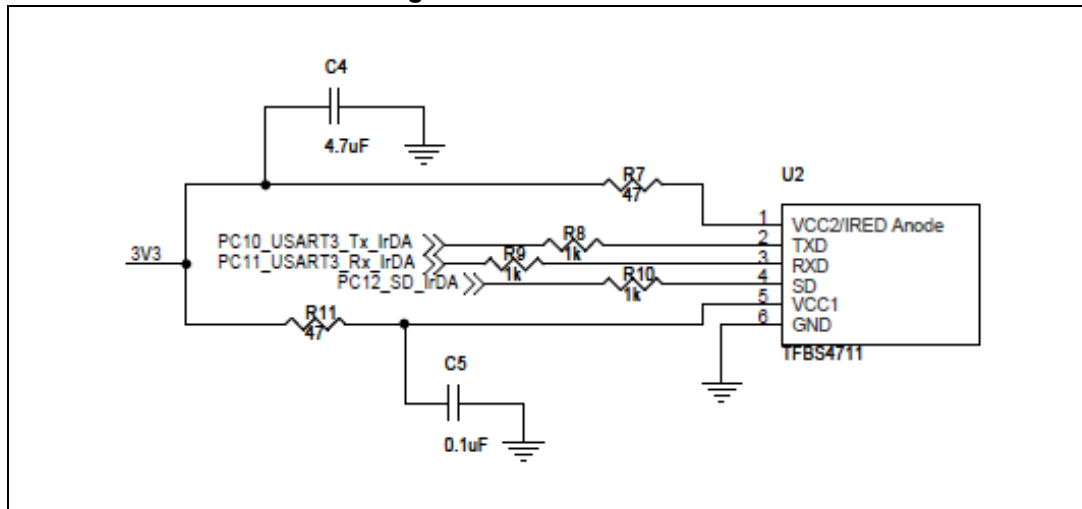 C4
4.7uF
R7
47
U2
1 VCC2/IRED Anode
PC10_USART3_Tx_IrDA R8 1k 2 TXD
3V3 PC11_USART3_Rx_IrDA R9 1k 3 RXD
PC12_SD_IrDA R10 1k 4 SD
5 VCC1
R11
47
6 GND
TFBS4711
C5
0.1uF